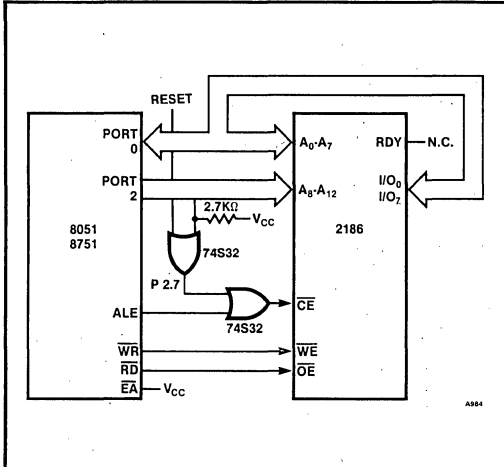 RESET
PORT
0
A0-A7
RDY
N.C.
PORT
2
A8-A12
I/O0
I/O7
2.7KΩ
VCC
8051
8751
2186
74S32
P 2.7
ALE
CE
74S32
WR
WE
RD
OE
EA
VCC
A984